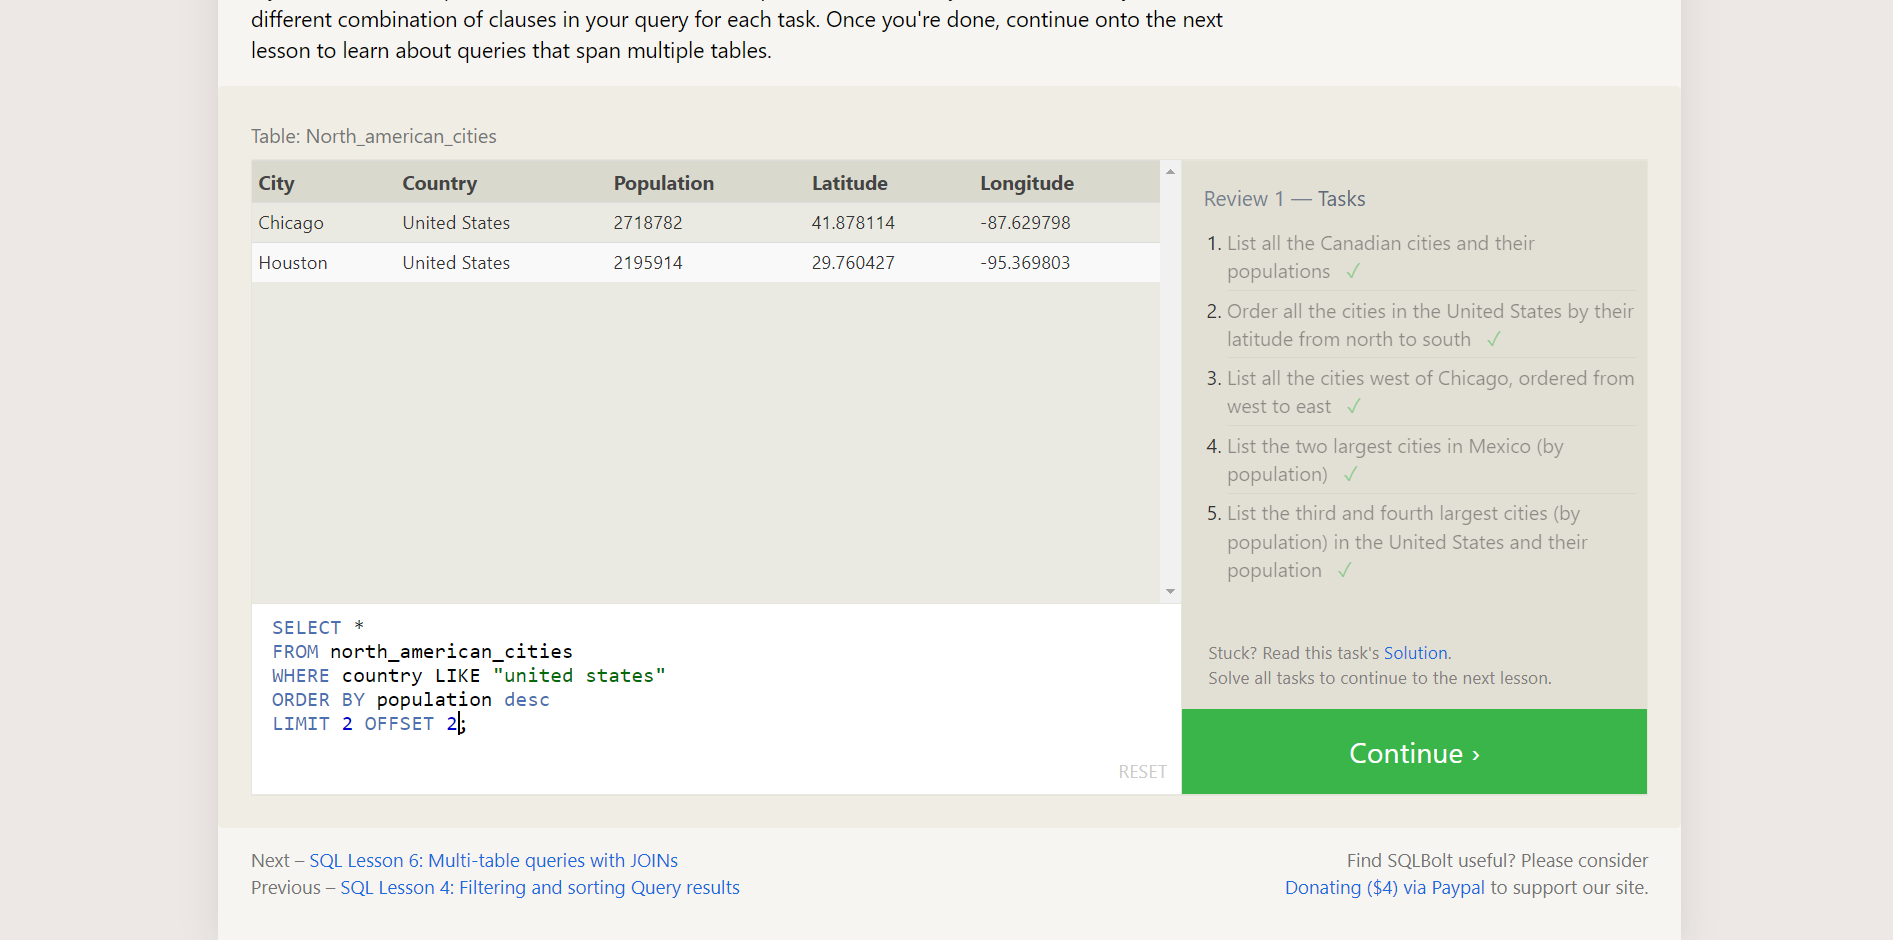 different combination of clauses in your query for each task. Once you're done, continue onto the next
lesson to learn about queries that span multiple tables.
Table: North_american_cities
City Country Population Latitude Longitude
Chicago United States 2718782 41.878114 -87.629798
Houston United States 2195914 29.760427 -95.369803
Review 1 — Tasks
1. List all the Canadian cities and their
populations ✓
2. Order all the cities in the United States by their
latitude from north to south ✓
3. List all the cities west of Chicago, ordered from
west to east ✓
4. List the two largest cities in Mexico (by
population) ✓
5. List the third and fourth largest cities (by
population) in the United States and their
population ✓
SELECT *
FROM north_american_cities
WHERE country LIKE "united states"
ORDER BY population desc
LIMIT 2 OFFSET 2;
RESET
Stuck? Read this task's Solution.
Solve all tasks to continue to the next lesson.
Continue ›
Next – SQL Lesson 6: Multi-table queries with JOINs
Previous – SQL Lesson 4: Filtering and sorting Query results
Find SQLBolt useful? Please consider
Donating ($4) via Paypal to support our site.